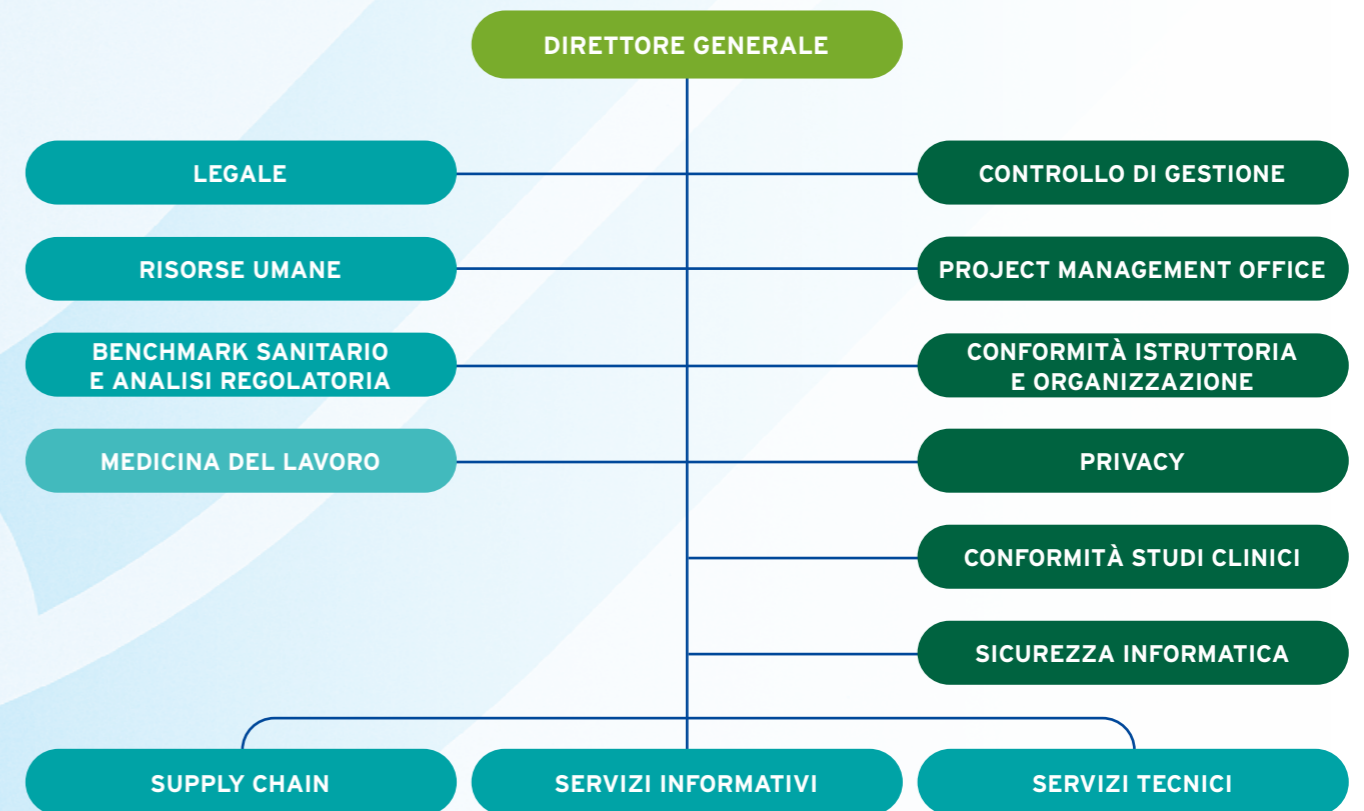 DIRETTORE GENERALE
LEGALE
CONTROLLO DI GESTIONE
RISORSE UMANE
PROJECT MANAGEMENT OFFICE
BENCHMARK SANITARIO
E ANALISI REGOLATORIA
CONFORMITÀ ISTRUTTORIA
E ORGANIZZAZIONE
MEDICINA DEL LAVORO
PRIVACY
CONFORMITÀ STUDI CLINICI
SICUREZZA INFORMATICA
SUPPLY CHAIN
SERVIZI INFORMATIVI
SERVIZI TECNICI